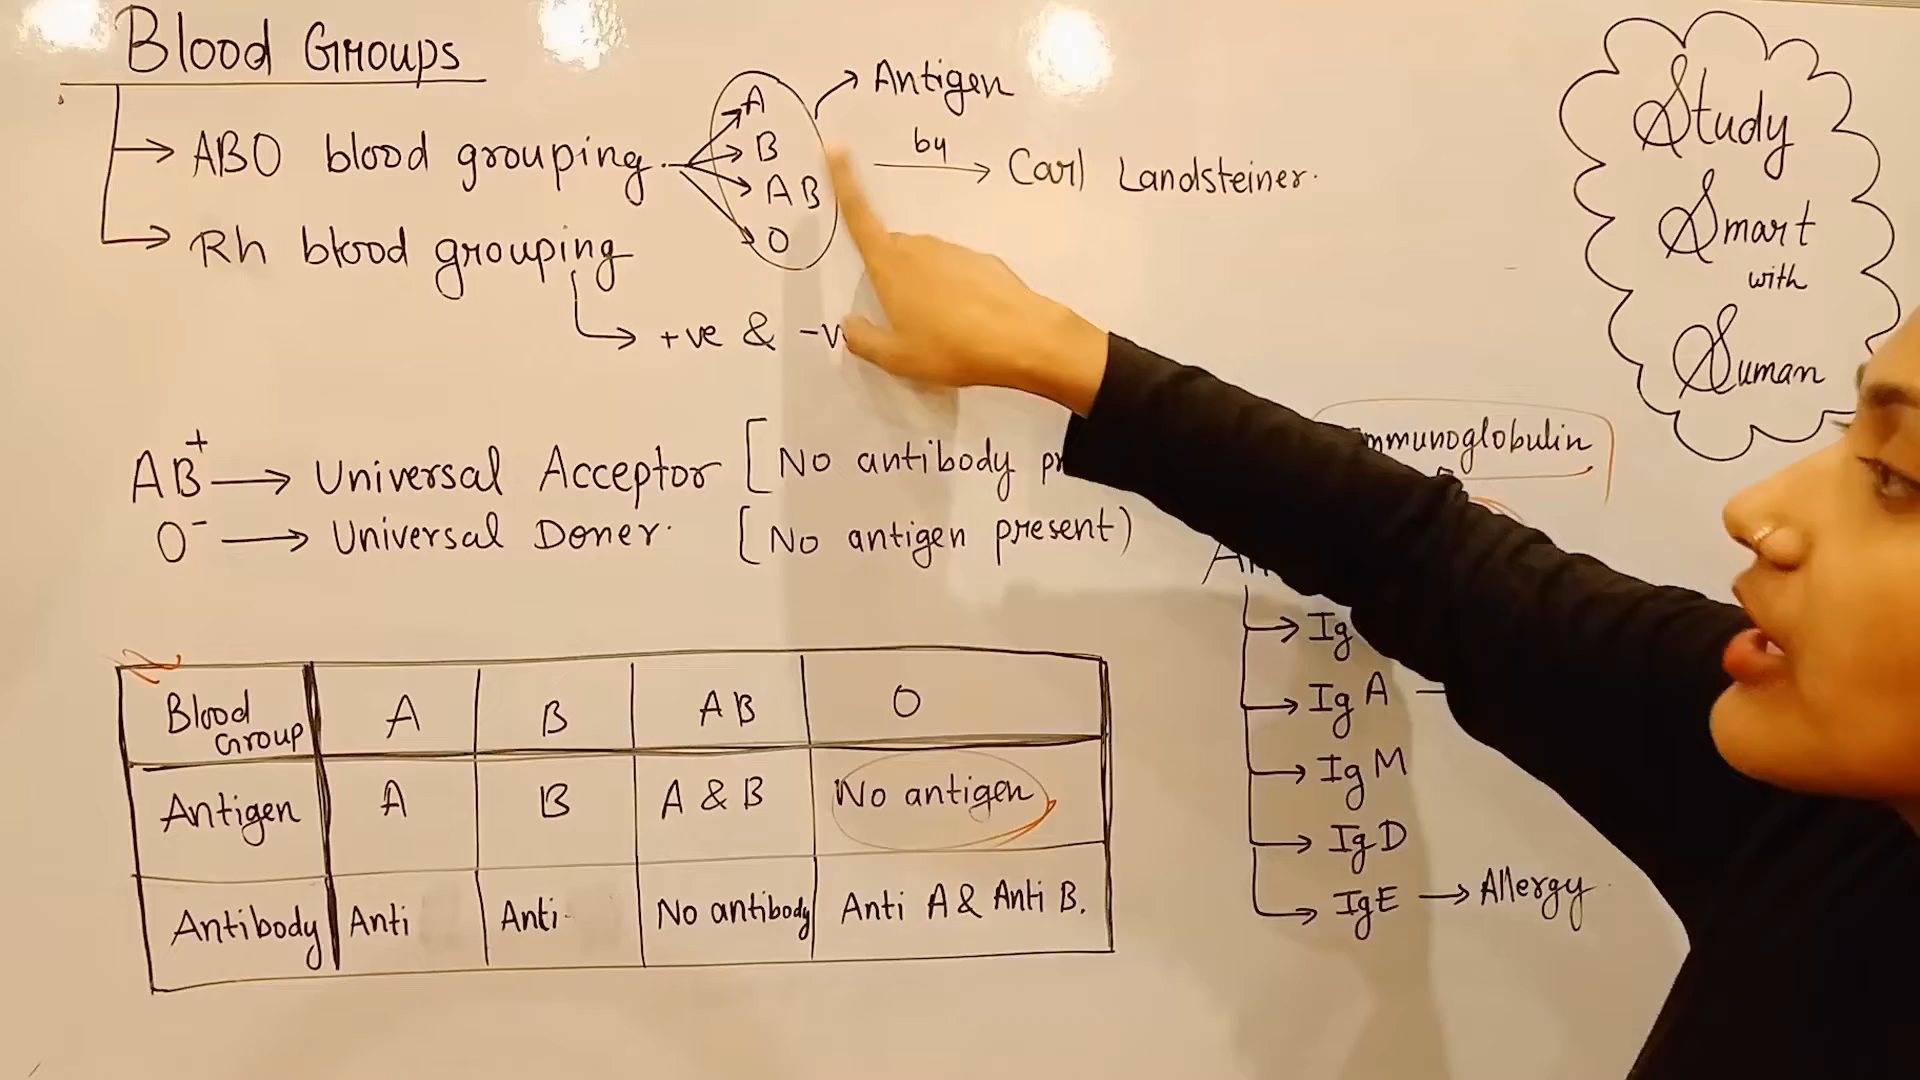 Blood Groups
ABO blood grouping
A
B
AB
O
Antigen
by
Carl Landsteiner.
Rh blood grouping
+ve & -v
AB+ Universal Acceptor [No antibody
O- Universal Doner. [No antigen present)
Blood Group A B AB O
Antigen A B A & B No antigen
Antibody Anti Anti No antibody Anti A & Anti B.
Ig
Ig A
Ig M
Ig D
IgE Allergy
Study
Smart
with
Suman